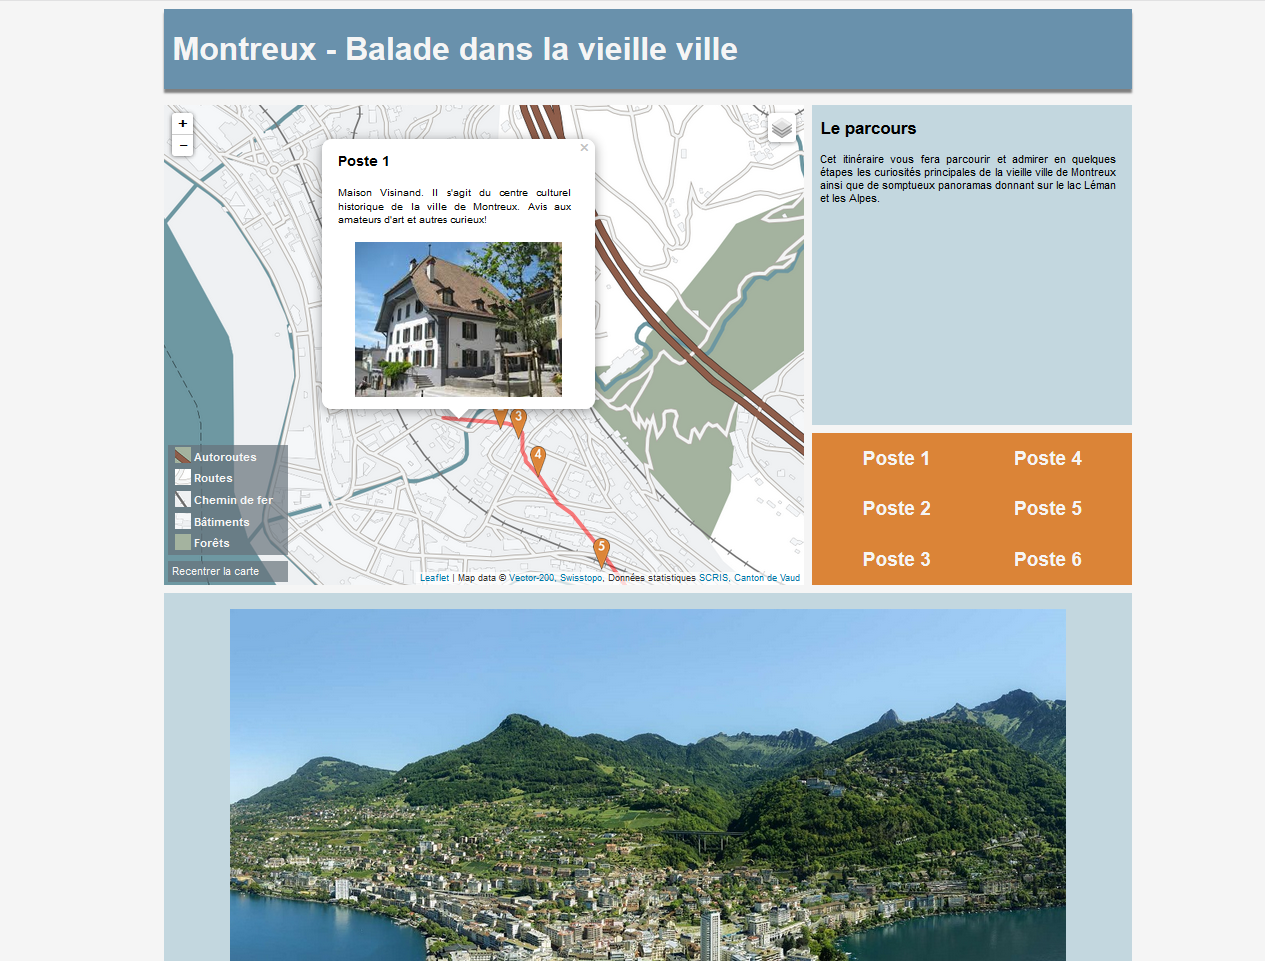 Montreux - Balade dans la vieille ville
+
−
×
Poste 1
Maison Visinand. Il s'agit du centre culturel
historique de la ville de Montreux. Avis aux
amateurs d'art et autres curieux!
3
4
5
Autoroutes
Routes
Chemin de fer
Bâtiments
Forêts
Recentrer la carte
Leaflet | Map data © Vector-200, Swisstopo, Données statistiques SCRIS, Canton de Vaud
Le parcours
Cet itinéraire vous fera parcourir et admirer en quelques
étapes les curiosités principales de la vieille ville de Montreux
ainsi que de somptueux panoramas donnant sur le lac Léman
et les Alpes.
Poste 1 Poste 4
Poste 2 Poste 5
Poste 3 Poste 6